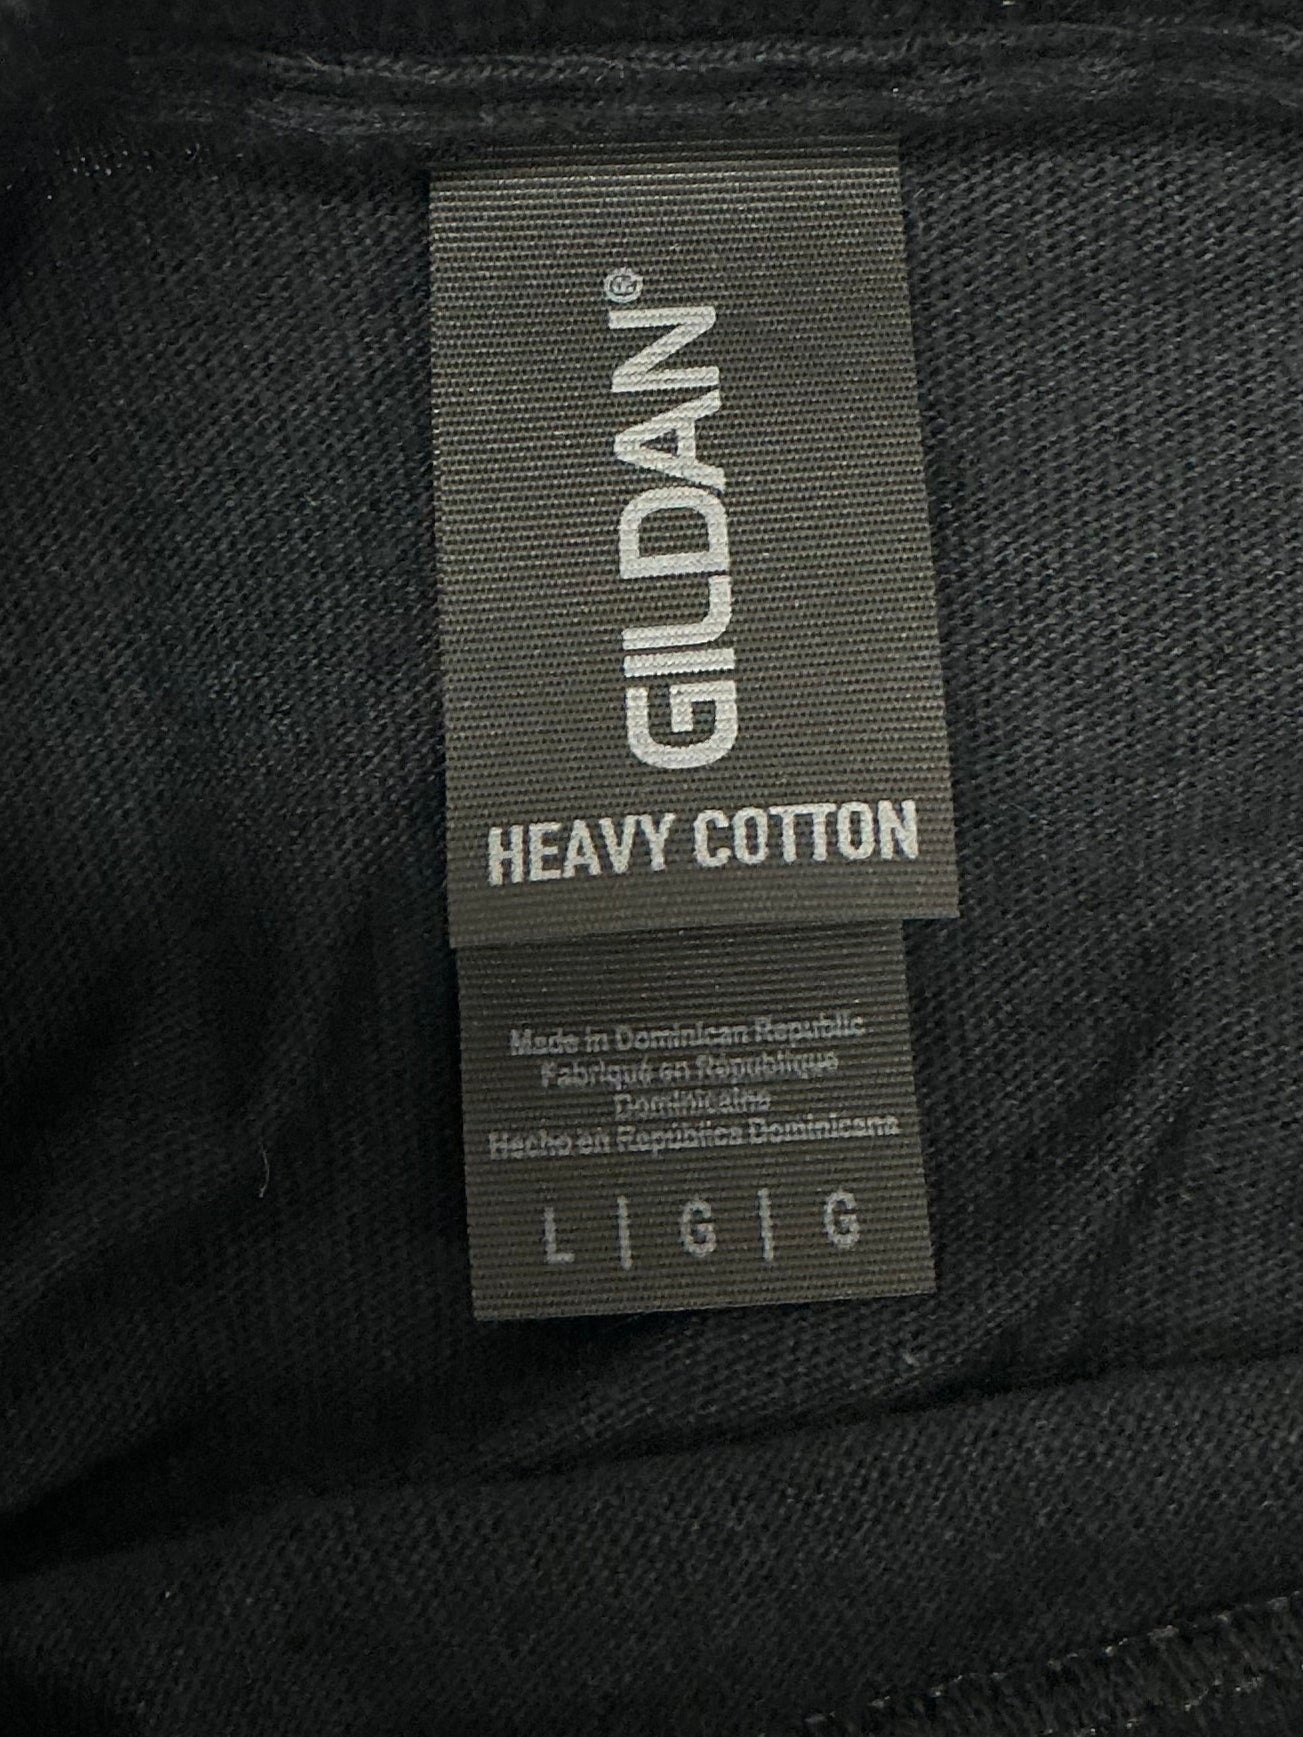 GILDAN®
HEAVY COTTON
Made in Dominican Republic
Fabriqué en République
Dominicaine
Hecho en República Dominicana
L | G | G